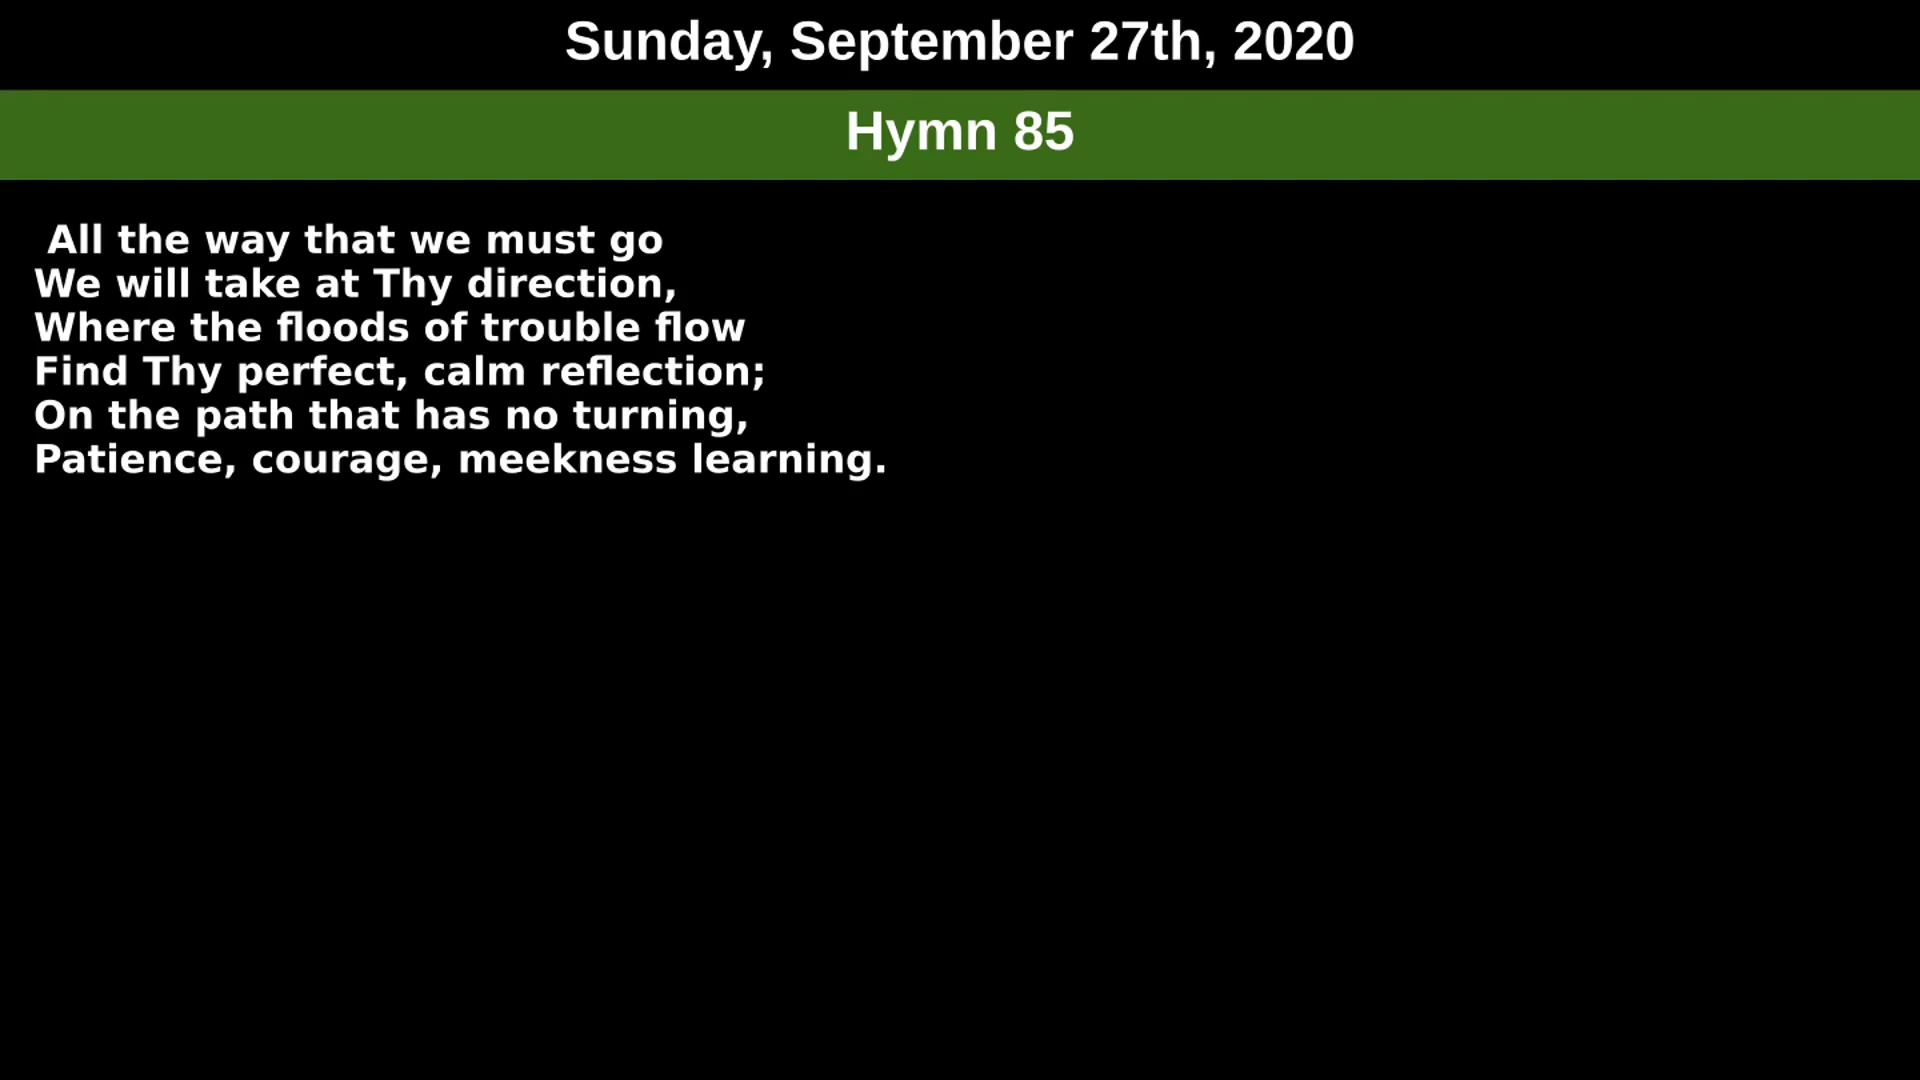 Sunday, September 27th, 2020
Hymn 85
All the way that we must go
We will take at Thy direction,
Where the floods of trouble flow
Find Thy perfect, calm reflection;
On the path that has no turning,
Patience, courage, meekness learning.